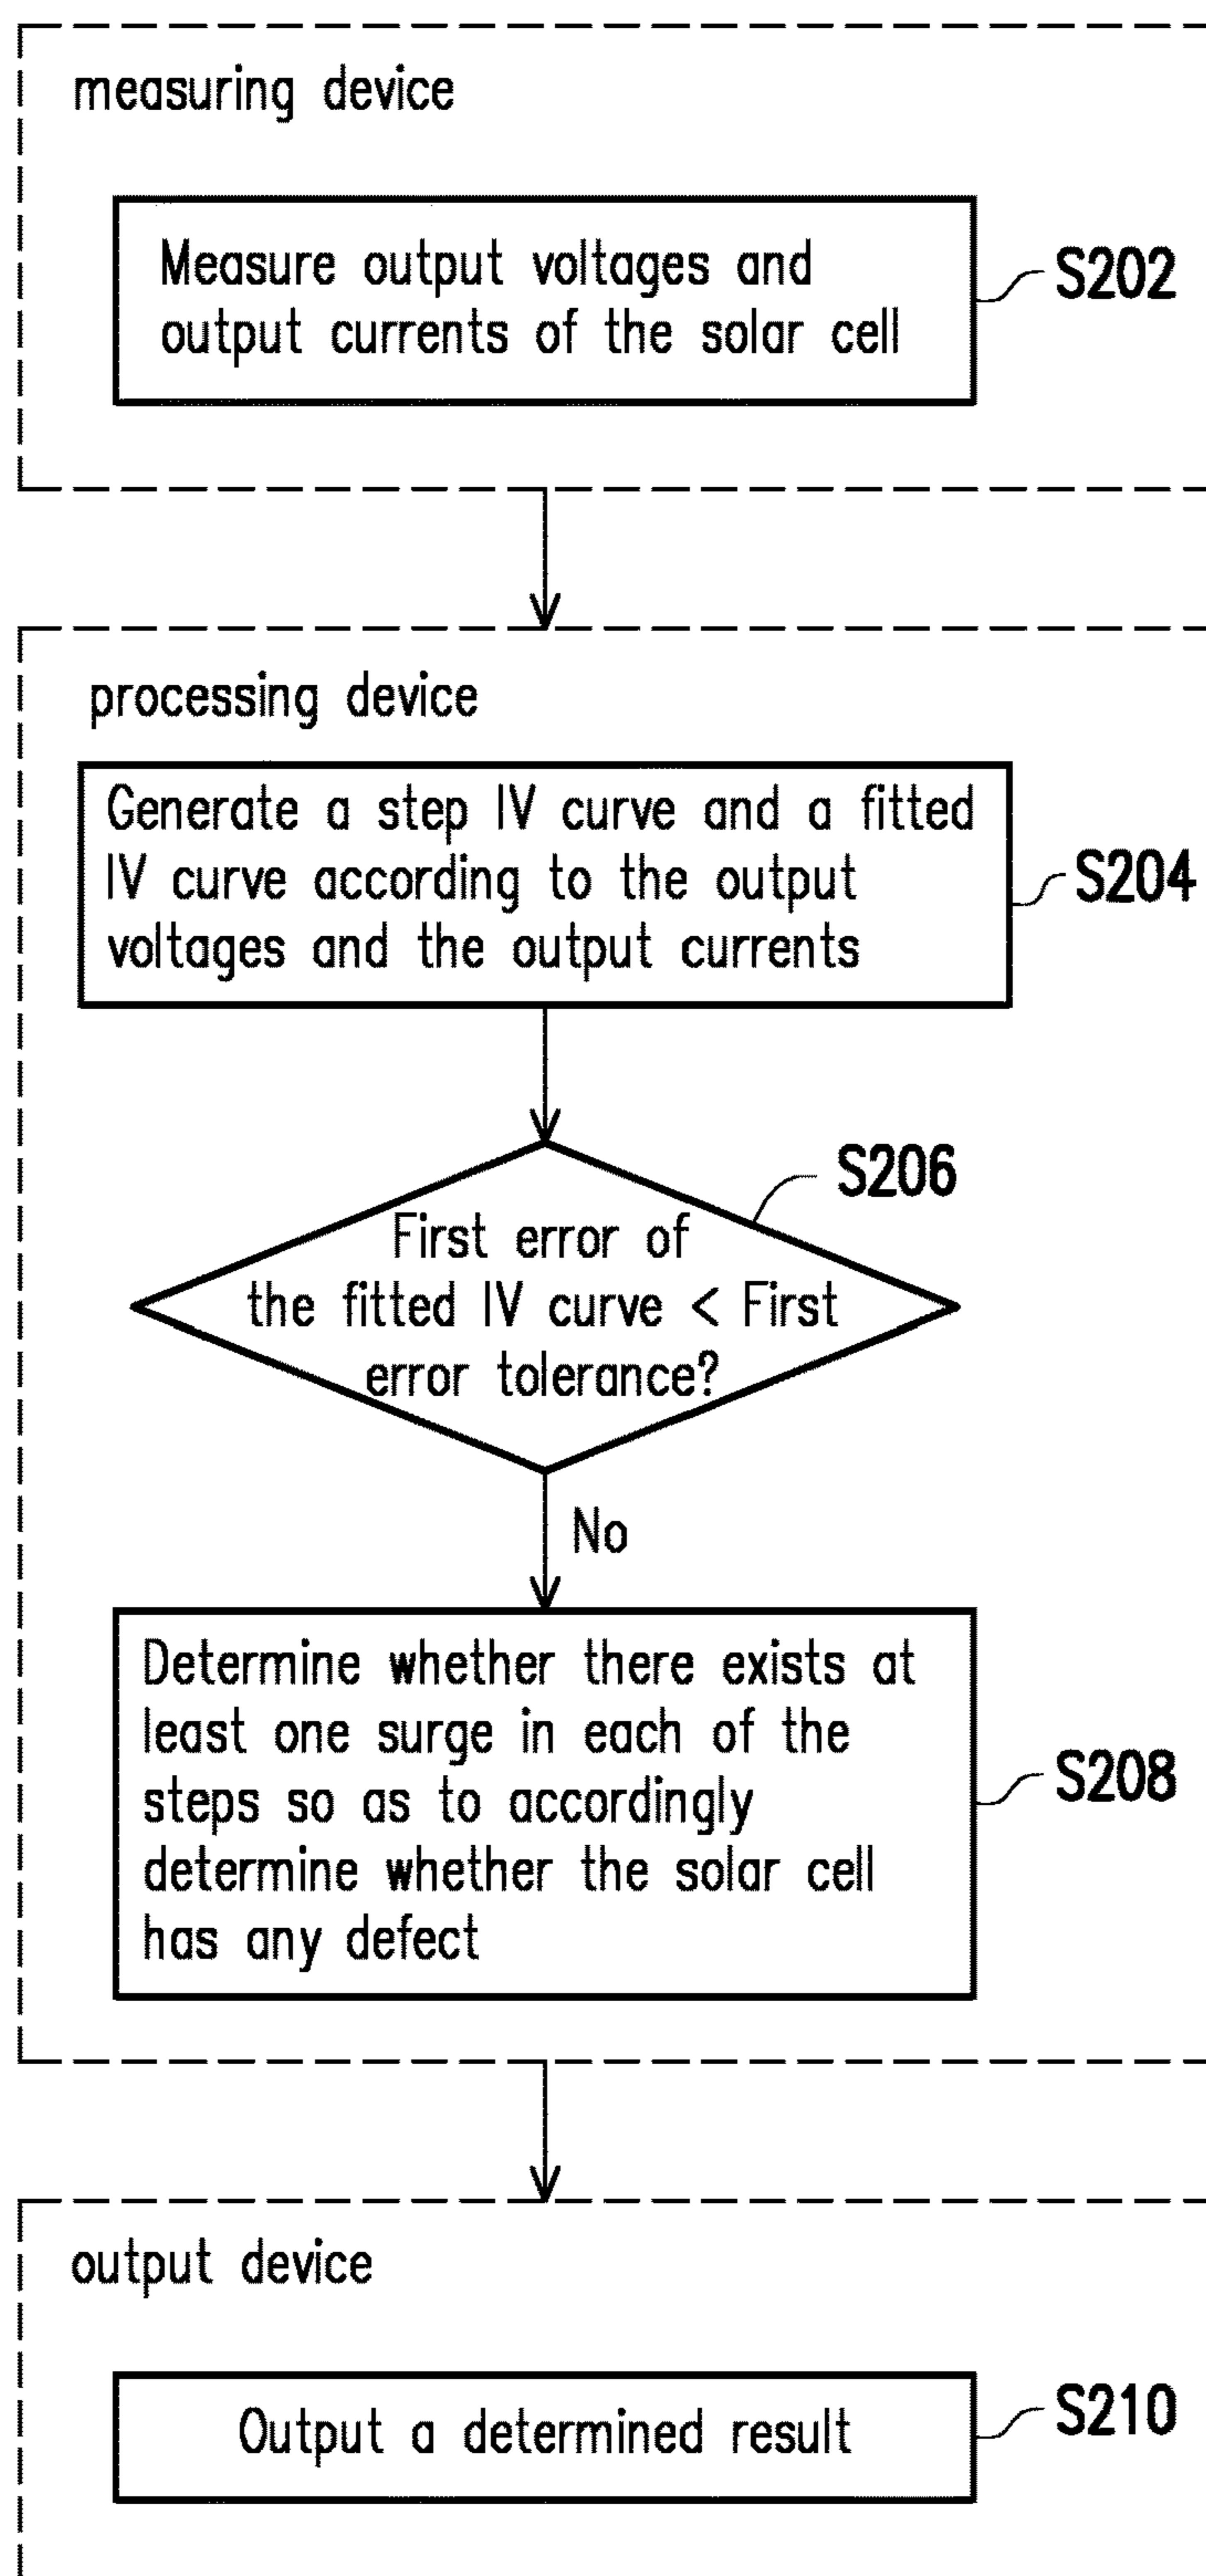 measuring device
Measure output voltages and
output currents of the solar cell
S202
processing device
Generate a step IV curve and a fitted
IV curve according to the output
voltages and the output currents
S204
S206
First error of
the fitted IV curve < First
error tolerance?
No
Determine whether there exists at
least one surge in each of the
steps so as to accordingly
determine whether the solar cell
has any defect
S208
output device
Output a determined result
S210